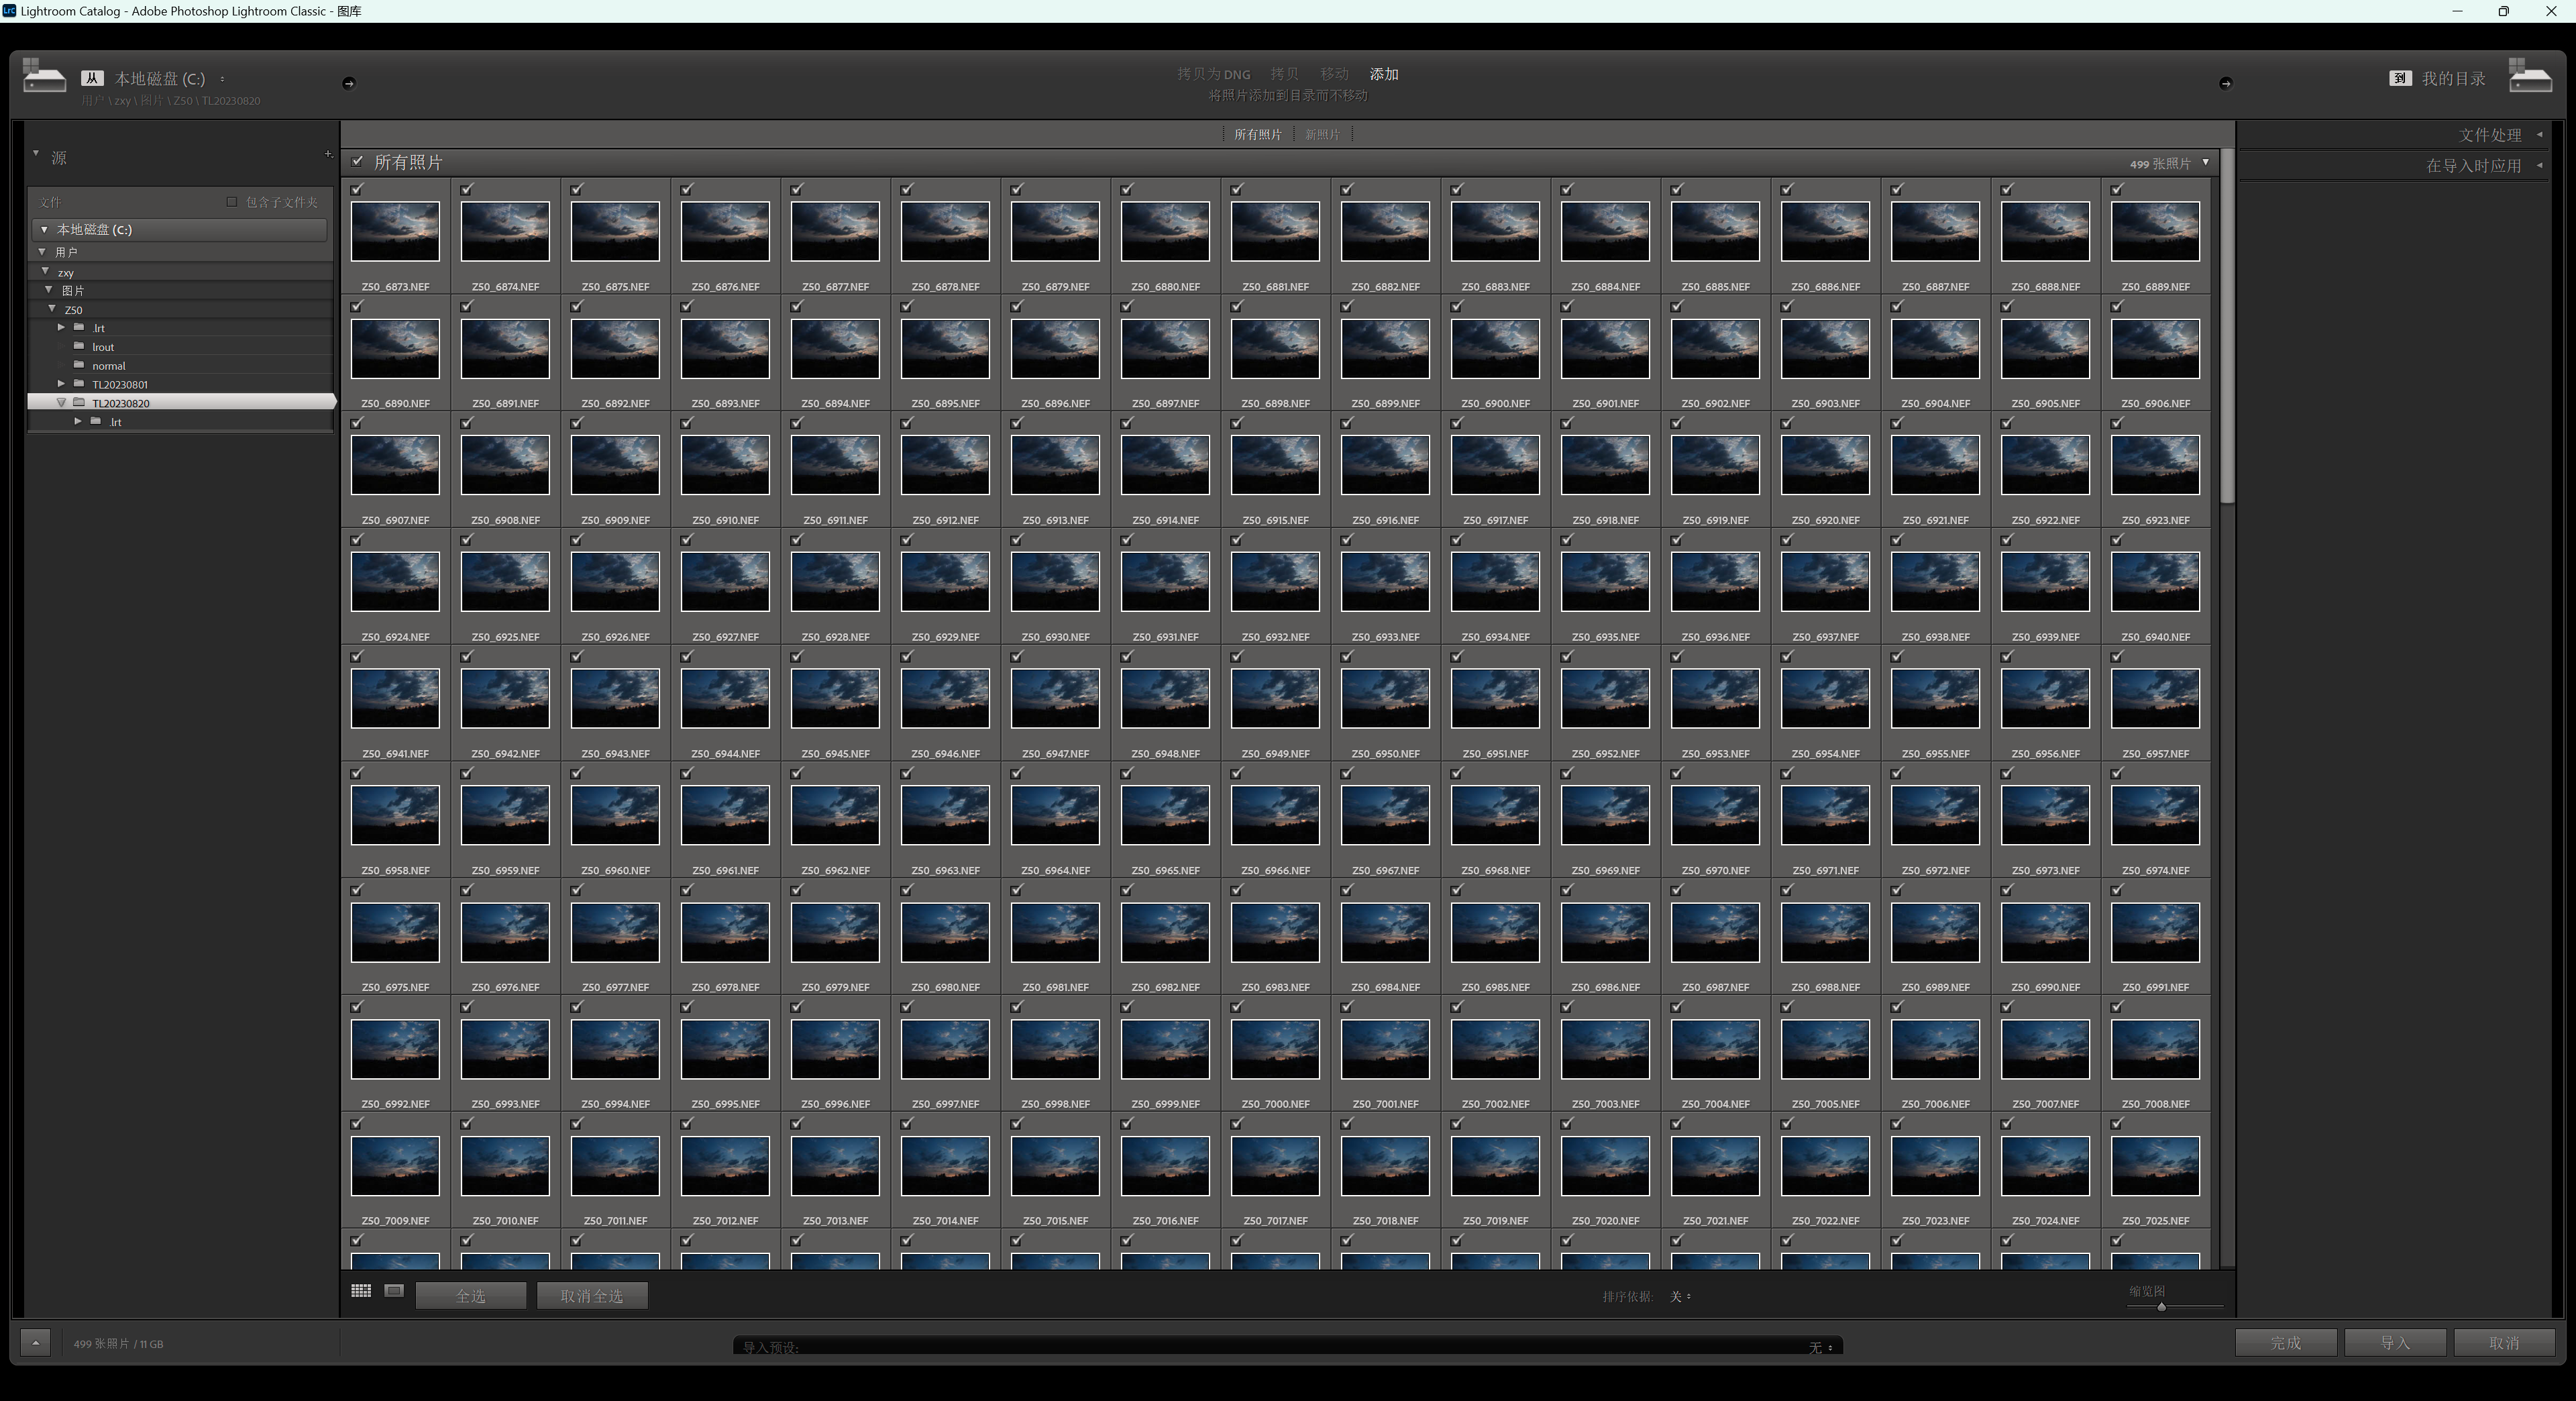 Lightroom Catalog - Adobe Photoshop Lightroom Classic - 图库
从 本地磁盘 (C:)
用户 \ zxy \ 图片 \ Z50 \ TL20230820
拷贝为 DNG 拷贝 移动 添加
将照片添加到目录而不移动
到 我的目录
源
文件 包含子文件夹
本地磁盘 (C:)
用户
zxy
图片
Z50
.lrt
lrout
normal
TL20230801
TL20230820
.lrt
所有照片 新照片
所有照片 499 张照片
Z50_6873.NEF Z50_6874.NEF Z50_6875.NEF Z50_6876.NEF Z50_6877.NEF Z50_6878.NEF Z50_6879.NEF Z50_6880.NEF Z50_6881.NEF Z50_6882.NEF Z50_6883.NEF Z50_6884.NEF Z50_6885.NEF Z50_6886.NEF Z50_6887.NEF Z50_6888.NEF Z50_6889.NEF
Z50_6890.NEF Z50_6891.NEF Z50_6892.NEF Z50_6893.NEF Z50_6894.NEF Z50_6895.NEF Z50_6896.NEF Z50_6897.NEF Z50_6898.NEF Z50_6899.NEF Z50_6900.NEF Z50_6901.NEF Z50_6902.NEF Z50_6903.NEF Z50_6904.NEF Z50_6905.NEF Z50_6906.NEF
Z50_6907.NEF Z50_6908.NEF Z50_6909.NEF Z50_6910.NEF Z50_6911.NEF Z50_6912.NEF Z50_6913.NEF Z50_6914.NEF Z50_6915.NEF Z50_6916.NEF Z50_6917.NEF Z50_6918.NEF Z50_6919.NEF Z50_6920.NEF Z50_6921.NEF Z50_6922.NEF Z50_6923.NEF
Z50_6924.NEF Z50_6925.NEF Z50_6926.NEF Z50_6927.NEF Z50_6928.NEF Z50_6929.NEF Z50_6930.NEF Z50_6931.NEF Z50_6932.NEF Z50_6933.NEF Z50_6934.NEF Z50_6935.NEF Z50_6936.NEF Z50_6937.NEF Z50_6938.NEF Z50_6939.NEF Z50_6940.NEF
Z50_6941.NEF Z50_6942.NEF Z50_6943.NEF Z50_6944.NEF Z50_6945.NEF Z50_6946.NEF Z50_6947.NEF Z50_6948.NEF Z50_6949.NEF Z50_6950.NEF Z50_6951.NEF Z50_6952.NEF Z50_6953.NEF Z50_6954.NEF Z50_6955.NEF Z50_6956.NEF Z50_6957.NEF
Z50_6958.NEF Z50_6959.NEF Z50_6960.NEF Z50_6961.NEF Z50_6962.NEF Z50_6963.NEF Z50_6964.NEF Z50_6965.NEF Z50_6966.NEF Z50_6967.NEF Z50_6968.NEF Z50_6969.NEF Z50_6970.NEF Z50_6971.NEF Z50_6972.NEF Z50_6973.NEF Z50_6974.NEF
Z50_6975.NEF Z50_6976.NEF Z50_6977.NEF Z50_6978.NEF Z50_6979.NEF Z50_6980.NEF Z50_6981.NEF Z50_6982.NEF Z50_6983.NEF Z50_6984.NEF Z50_6985.NEF Z50_6986.NEF Z50_6987.NEF Z50_6988.NEF Z50_6989.NEF Z50_6990.NEF Z50_6991.NEF
Z50_6992.NEF Z50_6993.NEF Z50_6994.NEF Z50_6995.NEF Z50_6996.NEF Z50_6997.NEF Z50_6998.NEF Z50_6999.NEF Z50_7000.NEF Z50_7001.NEF Z50_7002.NEF Z50_7003.NEF Z50_7004.NEF Z50_7005.NEF Z50_7006.NEF Z50_7007.NEF Z50_7008.NEF
Z50_7009.NEF Z50_7010.NEF Z50_7011.NEF Z50_7012.NEF Z50_7013.NEF Z50_7014.NEF Z50_7015.NEF Z50_7016.NEF Z50_7017.NEF Z50_7018.NEF Z50_7019.NEF Z50_7020.NEF Z50_7021.NEF Z50_7022.NEF Z50_7023.NEF Z50_7024.NEF Z50_7025.NEF
文件处理
在导入时应用
全选 取消全选 排序依据: 关 缩览图
499 张照片 / 11 GB 导入预设: 无 完成 导入 取消